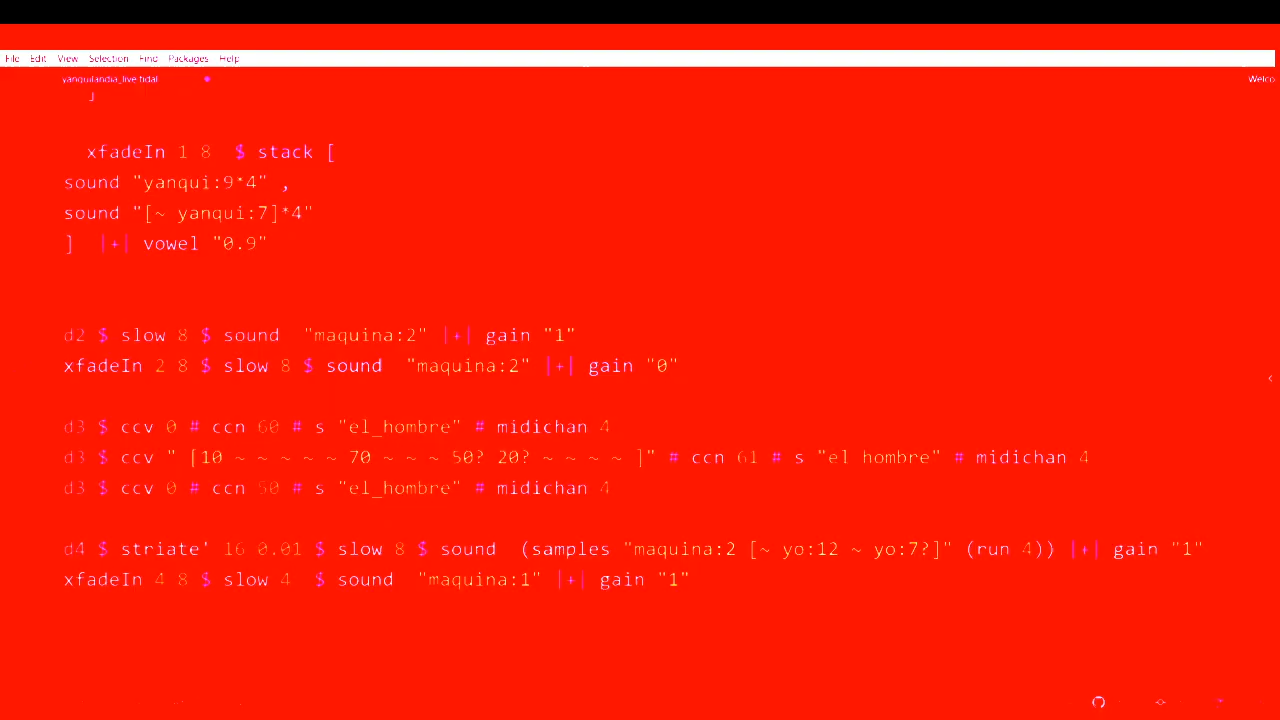 File Edit View Selection Find Packages Help
yanquilandia_live.tidal Welco
]
xfadeIn 1 8 $ stack [
sound "yanqui:9*4" ,
sound "[~ yanqui:7]*4"
] |+| vowel "0.9"
d2 $ slow 8 $ sound "maquina:2" |+| gain "1"
xfadeIn 2 8 $ slow 8 $ sound "maquina:2" |+| gain "0"
d3 $ ccv 0 # ccn 60 # s "el_hombre" # midichan 4
d3 $ ccv " [10 ~ ~ ~ ~ ~ 70 ~ ~ ~ 50? 20? ~ ~ ~ ~ ]" # ccn 61 # s "el hombre" # midichan 4
d3 $ ccv 0 # ccn 50 # s "el_hombre" # midichan 4
d4 $ striate' 16 0.01 $ slow 8 $ sound (samples "maquina:2 [~ yo:12 ~ yo:7?]" (run 4)) |+| gain "1"
xfadeIn 4 8 $ slow 4 $ sound "maquina:1" |+| gain "1"